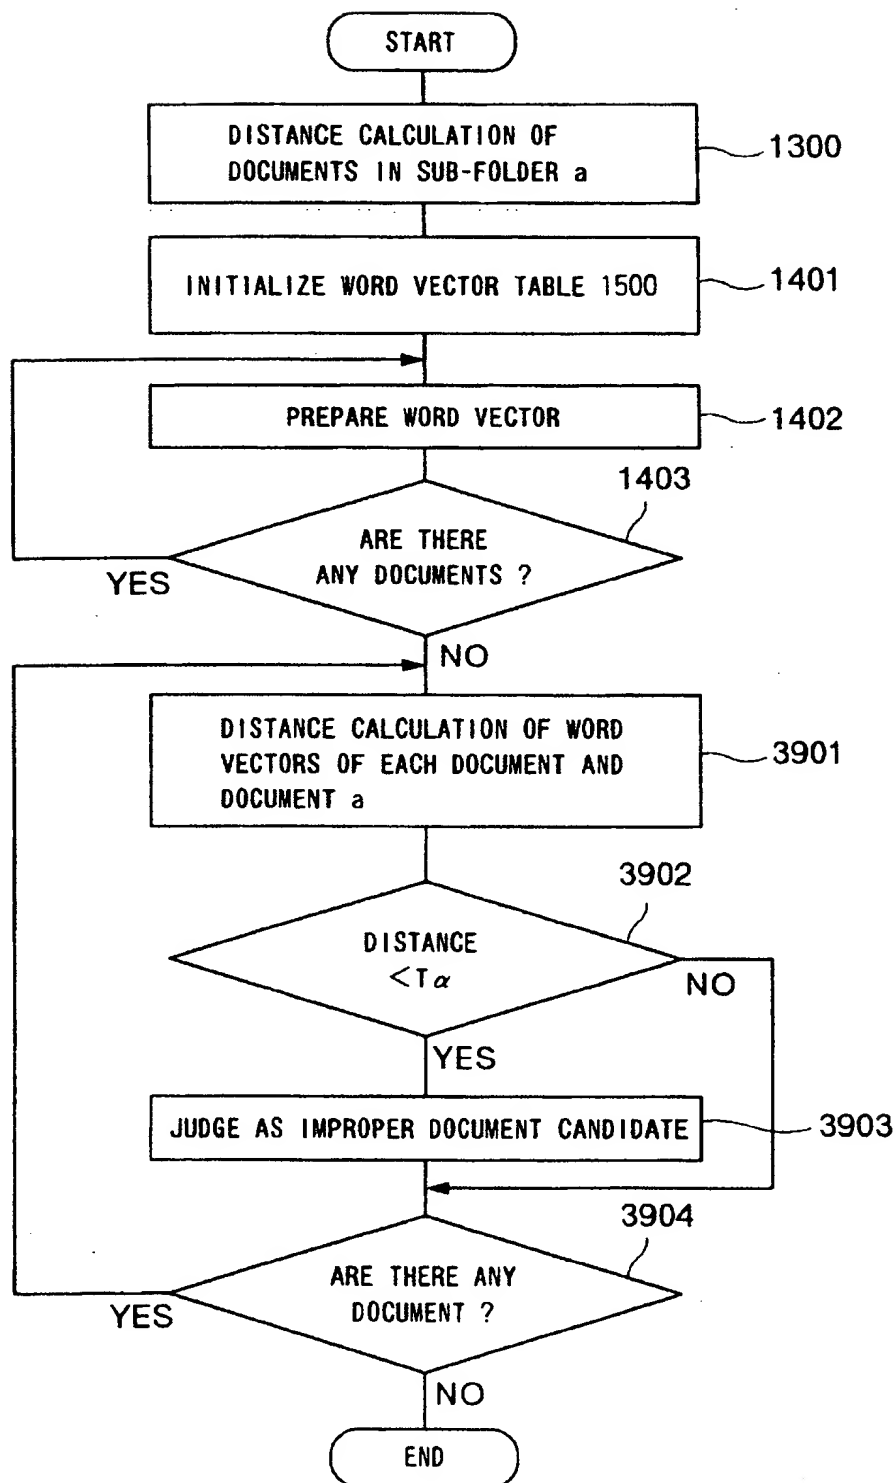 START
DISTANCE CALCULATION OF
DOCUMENTS IN SUB-FOLDER a
1300
INITIALIZE WORD VECTOR TABLE 1500
1401
PREPARE WORD VECTOR
1402
1403
ARE THERE
ANY DOCUMENTS ?
YES
NO
DISTANCE CALCULATION OF WORD
VECTORS OF EACH DOCUMENT AND
DOCUMENT a
3901
3902
DISTANCE
<T α
NO
YES
JUDGE AS IMPROPER DOCUMENT CANDIDATE
3903
3904
ARE THERE ANY
DOCUMENT ?
YES
NO
END